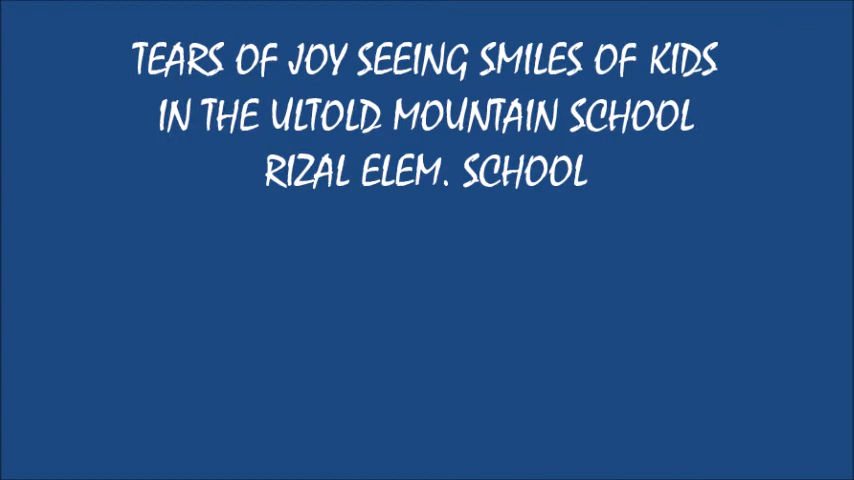 TEARS OF JOY SEEING SMILES OF KIDS
IN THE ULTOLD MOUNTAIN SCHOOL
RIZAL ELEM. SCHOOL